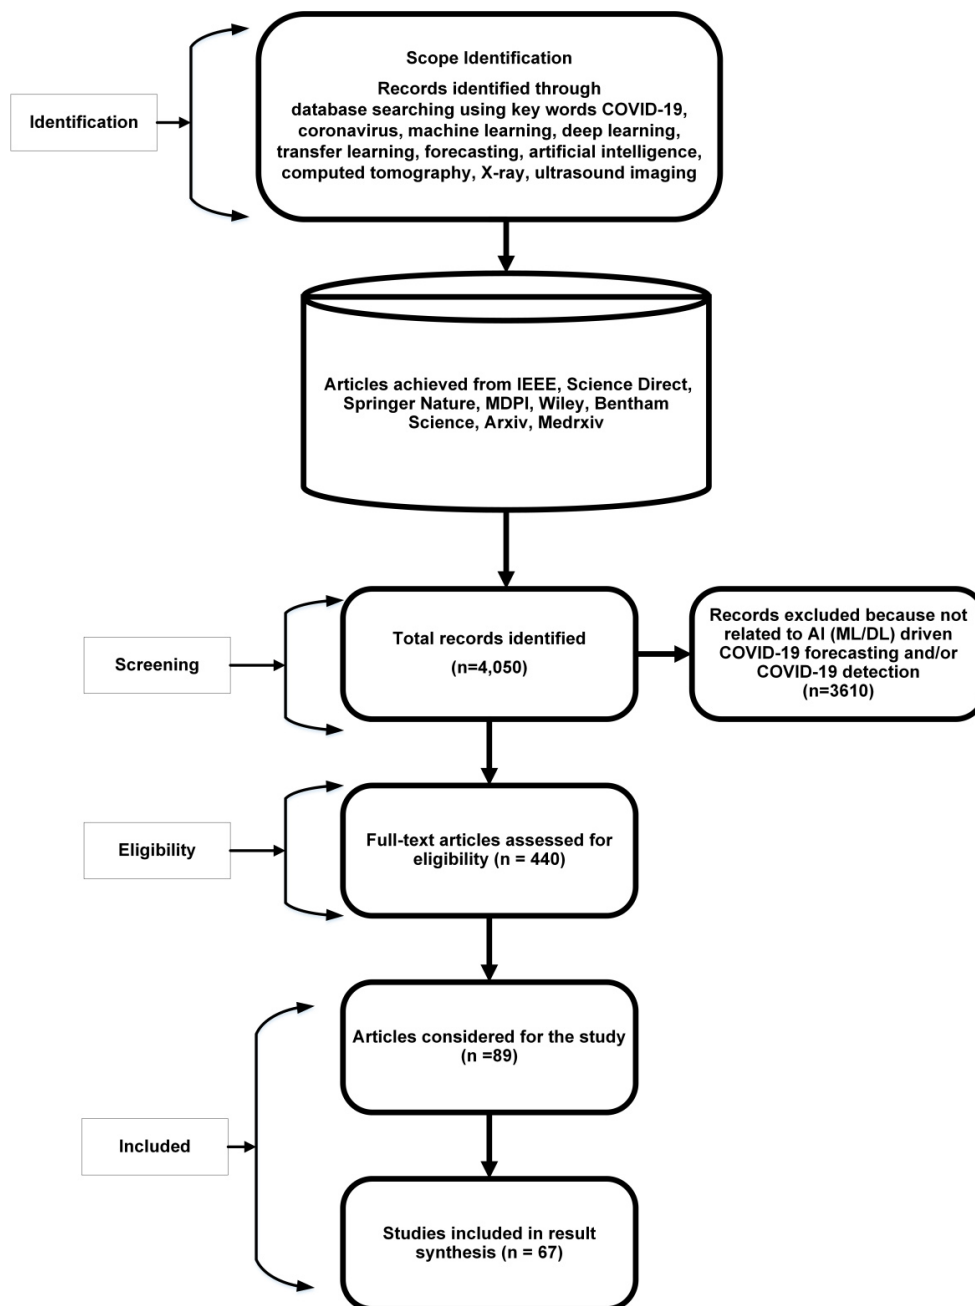 Identification
Scope Identification
Records identified through
database searching using key words COVID-19,
coronavirus, machine learning, deep learning,
transfer learning, forecasting, artificial intelligence,
computed tomography, X-ray, ultrasound imaging
Articles achieved from IEEE, Science Direct,
Springer Nature, MDPI, Wiley, Bentham
Science, Arxiv, Medrxiv
Screening
Total records identified
(n=4,050)
Records excluded because not
related to AI (ML/DL) driven
COVID-19 forecasting and/or
COVID-19 detection
(n=3610)
Eligibility
Full-text articles assessed for
eligibility (n = 440)
Included
Articles considered for the study
(n =89)
Studies included in result
synthesis (n = 67)